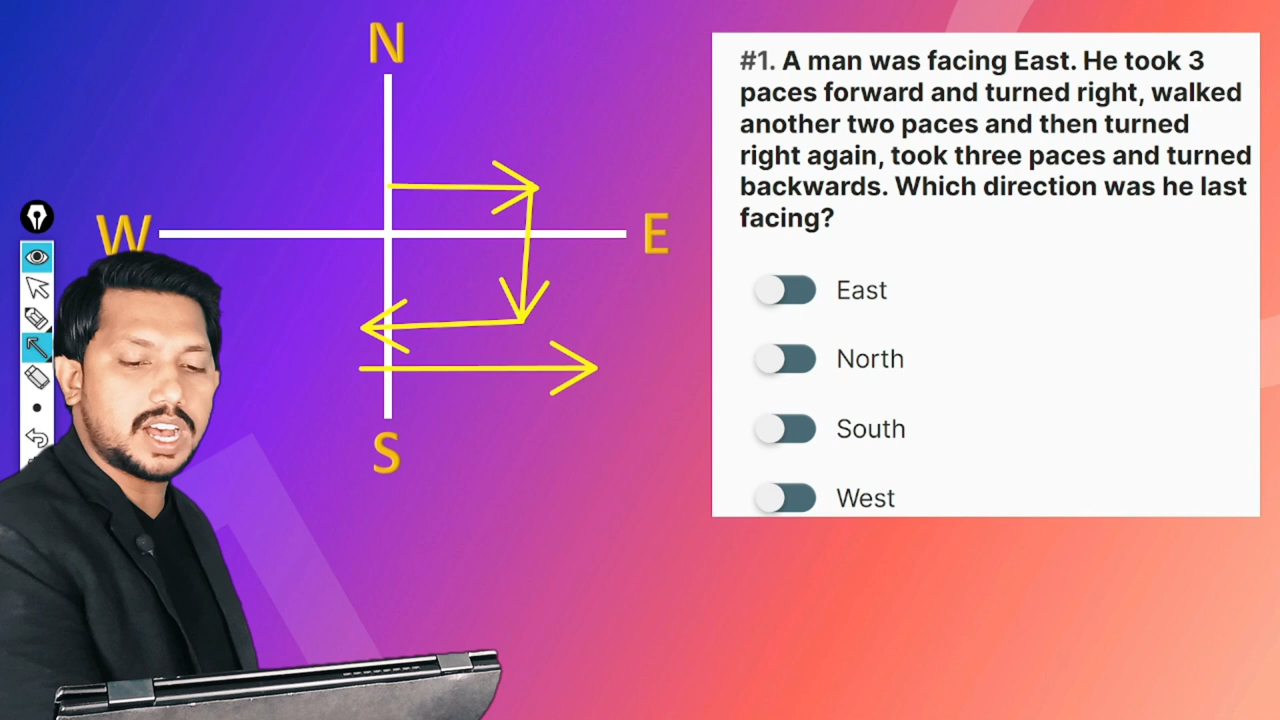 N
W
E
S
#1. A man was facing East. He took 3
paces forward and turned right, walked
another two paces and then turned
right again, took three paces and turned
backwards. Which direction was he last
facing?
East
North
South
West